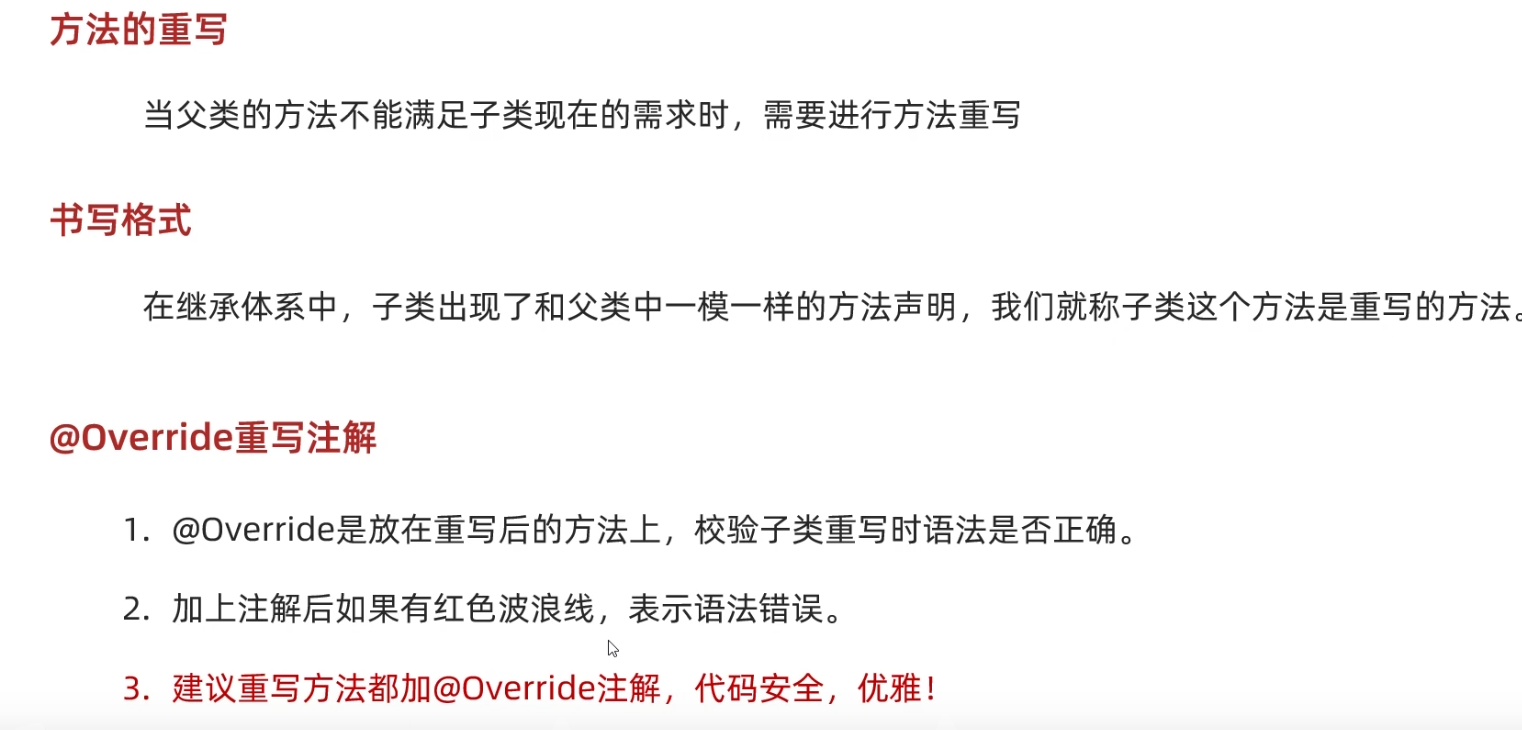 方法的重写
当父类的方法不能满足子类现在的需求时，需要进行方法重写
书写格式
在继承体系中，子类出现了和父类中一模一样的方法声明，我们就称子类这个方法是重写的方法。
@Override重写注解
1. @Override是放在重写后的方法上，校验子类重写时语法是否正确。
2. 加上注解后如果有红色波浪线，表示语法错误。
3. 建议重写方法都加@Override注解，代码安全，优雅！